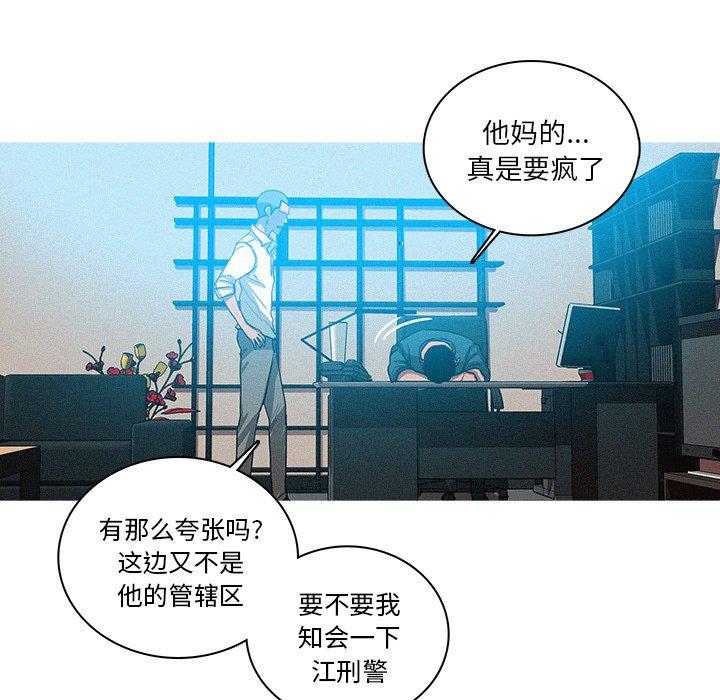 他妈的...
真是要疯了
有那么夸张吗?
这边又不是
他的管辖区
要不要我
知会一下
江刑警